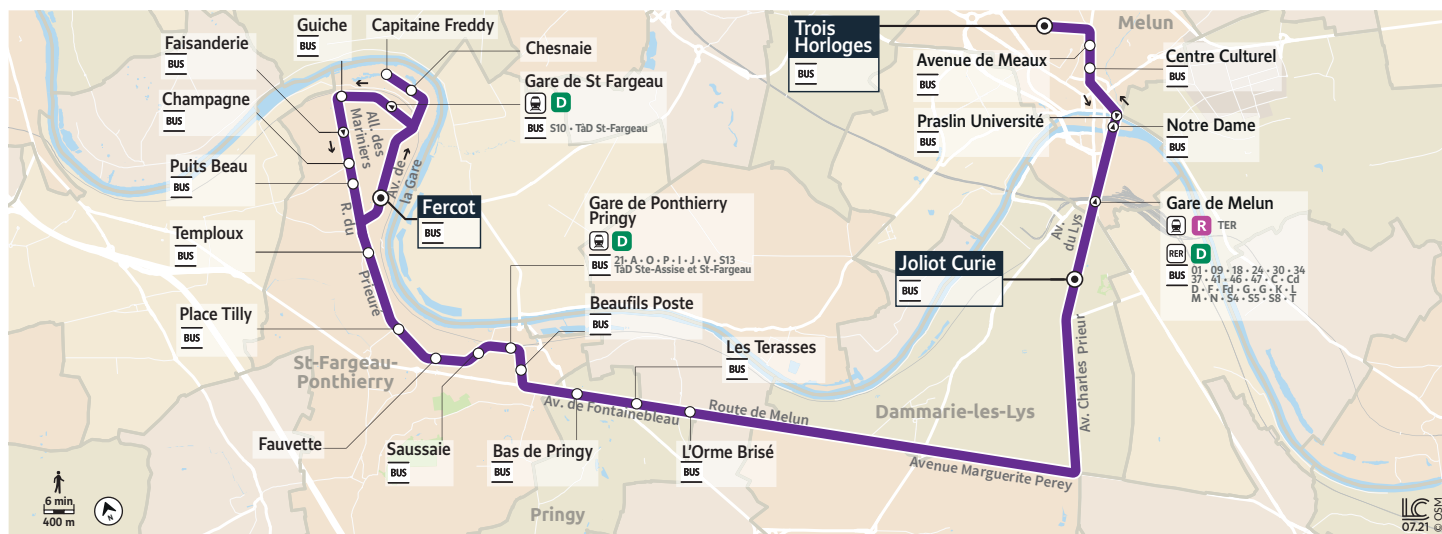 Guiche
BUS
Capitaine Freddy
Faisanderie
BUS
Chesnaie
Gare de St Fargeau
D
BUS S10 • TàD St-Fargeau
Champagne
BUS
All. des
Mariniers
Puits Beau
BUS
Av. de
la Gare
R. du
Prieuré
Fercot
BUS
Temploux
BUS
Gare de Ponthierry
Pringy
D
BUS
21 • A • O • P • I • J • V • S13
TàD Ste-Assise et St-Fargeau
Place Tilly
BUS
Beaufils Poste
BUS
St-Fargeau-
Ponthierry
Les Terasses
BUS
Fauvette
Saussaie
BUS
Bas de Pringy
BUS
L'Orme Brisé
BUS
Av. de Fontainebleau
Route de Melun
Avenue Marguerite Perey
Dammarie-les-Lys
Pringy
Av. Charles Prieur
Joliot Curie
BUS
Av.
du Lys
Trois
Horloges
BUS
Melun
Avenue de Meaux
BUS
Centre Culturel
BUS
Praslin Université
BUS
Notre Dame
BUS
Gare de Melun
R TER
RER D
BUS
01 • 09 • 18 • 24 • 30 • 34
37 • 41 • 46 • 47 • C • Cd
D • F • Fd • G • G • K • L
M • N • S4 • S5 • S8 • T
6 min
400 m
N
LC
07.21
© OSM